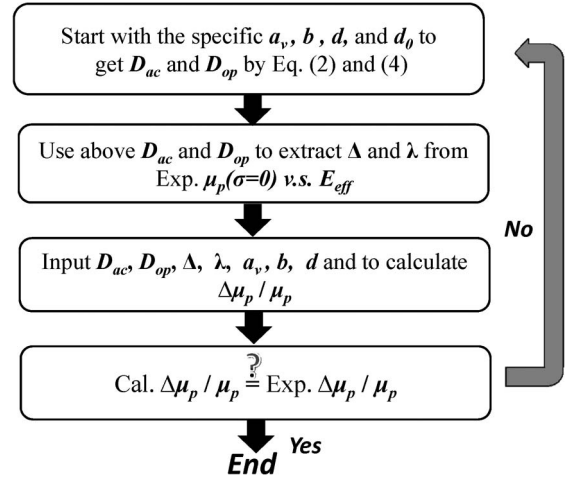 Start with the specific a_v, b , d, and d_0 to
get D_ac and D_op by Eq. (2) and (4)
Use above D_ac and D_op to extract Δ and λ from
Exp. μ_p(σ=0) v.s. E_eff
No
Input D_ac, D_op, Δ, λ, a_v, b, d and to calculate
Δμ_p / μ_p
?
Cal. Δμ_p / μ_p = Exp. Δμ_p / μ_p
Yes
End